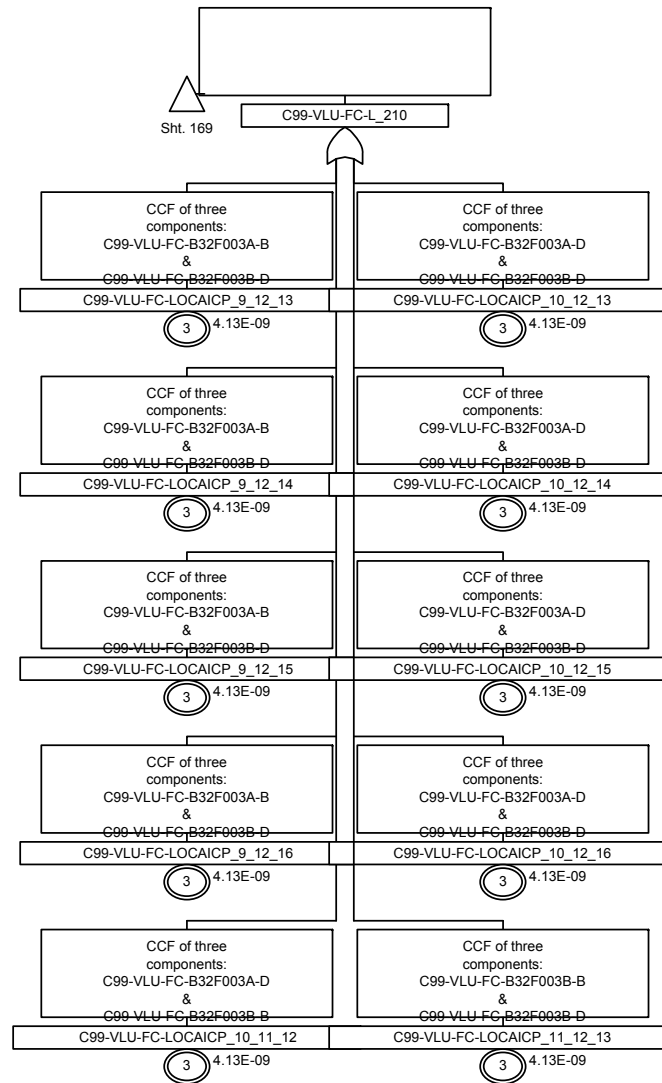 Sht. 169
C99-VLU-FC-L_210
CCF of three
components:
C99-VLU-FC-B32F003A-B
&
C99-VLU-FC-B32F003B-D
C99-VLU-FC-LOCAICP_9_12_13
3
4.13E-09
CCF of three
components:
C99-VLU-FC-B32F003A-D
&
C99-VLU-FC-B32F003B-D
C99-VLU-FC-LOCAICP_10_12_13
3
4.13E-09
CCF of three
components:
C99-VLU-FC-B32F003A-B
&
C99-VLU-FC-B32F003B-D
C99-VLU-FC-LOCAICP_9_12_14
3
4.13E-09
CCF of three
components:
C99-VLU-FC-B32F003A-D
&
C99-VLU-FC-B32F003B-D
C99-VLU-FC-LOCAICP_10_12_14
3
4.13E-09
CCF of three
components:
C99-VLU-FC-B32F003A-B
&
C99-VLU-FC-B32F003B-D
C99-VLU-FC-LOCAICP_9_12_15
3
4.13E-09
CCF of three
components:
C99-VLU-FC-B32F003A-D
&
C99-VLU-FC-B32F003B-D
C99-VLU-FC-LOCAICP_10_12_15
3
4.13E-09
CCF of three
components:
C99-VLU-FC-B32F003A-B
&
C99-VLU-FC-B32F003B-D
C99-VLU-FC-LOCAICP_9_12_16
3
4.13E-09
CCF of three
components:
C99-VLU-FC-B32F003A-D
&
C99-VLU-FC-B32F003B-D
C99-VLU-FC-LOCAICP_10_12_16
3
4.13E-09
CCF of three
components:
C99-VLU-FC-B32F003A-D
&
C99-VLU-FC-B32F003B-B
C99-VLU-FC-LOCAICP_10_11_12
3
4.13E-09
CCF of three
components:
C99-VLU-FC-B32F003B-B
&
C99-VLU-FC-B32F003B-D
C99-VLU-FC-LOCAICP_11_12_13
3
4.13E-09